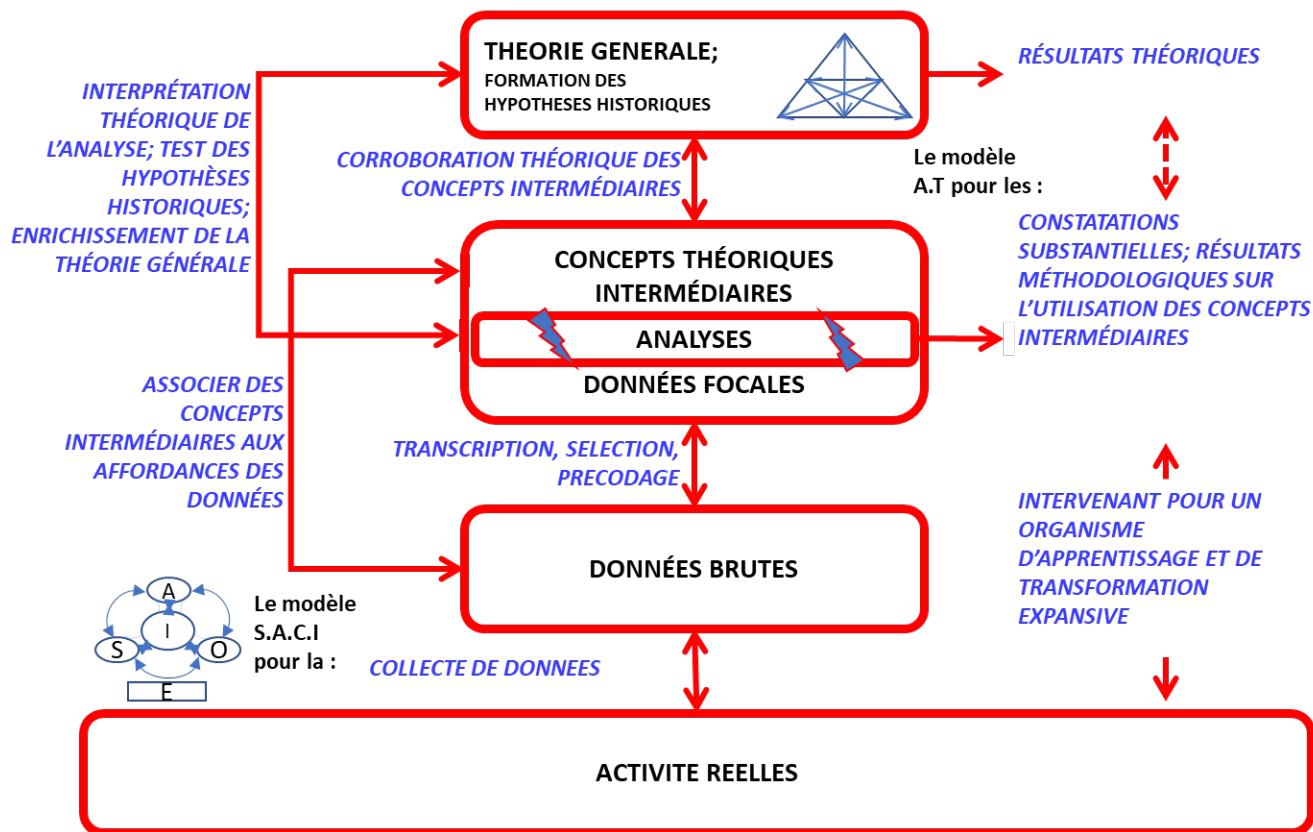 THEORIE GENERALE;
FORMATION DES
HYPOTHESES HISTORIQUES
RÉSULTATS THÉORIQUES
INTERPRÉTATION
THÉORIQUE DE
L'ANALYSE; TEST DES
HYPOTHÈSES
HISTORIQUES;
ENRICHISSEMENT DE LA
THÉORIE GÉNÉRALE
CORROBORATION THÉORIQUE DES
CONCEPTS INTERMÉDIAIRES
Le modèle
A.T pour les :
CONCEPTS THÉORIQUES
INTERMÉDIAIRES
ANALYSES
DONNÉES FOCALES
CONSTATATIONS
SUBSTANTIELLES; RÉSULTATS
MÉTHODOLOGIQUES SUR
L'UTILISATION DES CONCEPTS
INTERMÉDIAIRES
ASSOCIER DES
CONCEPTS
INTERMÉDIAIRES AUX
AFFORDANCES DES
DONNÉES
TRANSCRIPTION, SELECTION,
PRECODAGE
DONNÉES BRUTES
INTERVENANT POUR UN
ORGANISME
D'APPRENTISSAGE ET DE
TRANSFORMATION
EXPANSIVE
A
I
S
O
E
Le modèle
S.A.C.I
pour la :
COLLECTE DE DONNEES
ACTIVITE REELLES